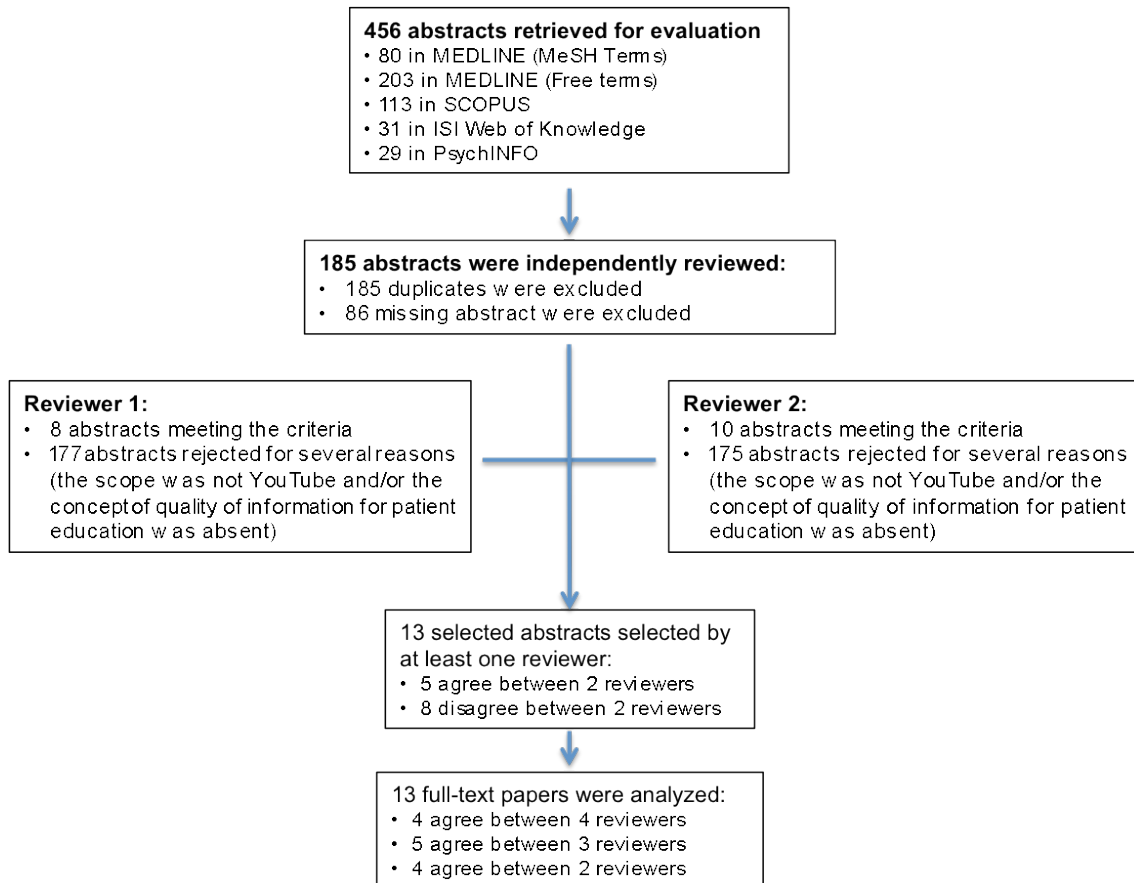 456 abstracts retrieved for evaluation
• 80 in MEDLINE (MeSH Terms)
• 203 in MEDLINE (Free terms)
• 113 in SCOPUS
• 31 in ISI Web of Knowledge
• 29 in PsychINFO
185 abstracts were independently reviewed:
• 185 duplicates were excluded
• 86 missing abstract were excluded
Reviewer 1:
• 8 abstracts meeting the criteria
• 177 abstracts rejected for several reasons
(the scope was not YouTube and/or the
concept of quality of information for patient
education was absent)
Reviewer 2:
• 10 abstracts meeting the criteria
• 175 abstracts rejected for several reasons
(the scope was not YouTube and/or the
concept of quality of information for patient
education was absent)
13 selected abstracts selected by
at least one reviewer:
• 5 agree between 2 reviewers
• 8 disagree between 2 reviewers
13 full-text papers were analyzed:
• 4 agree between 4 reviewers
• 5 agree between 3 reviewers
• 4 agree between 2 reviewers